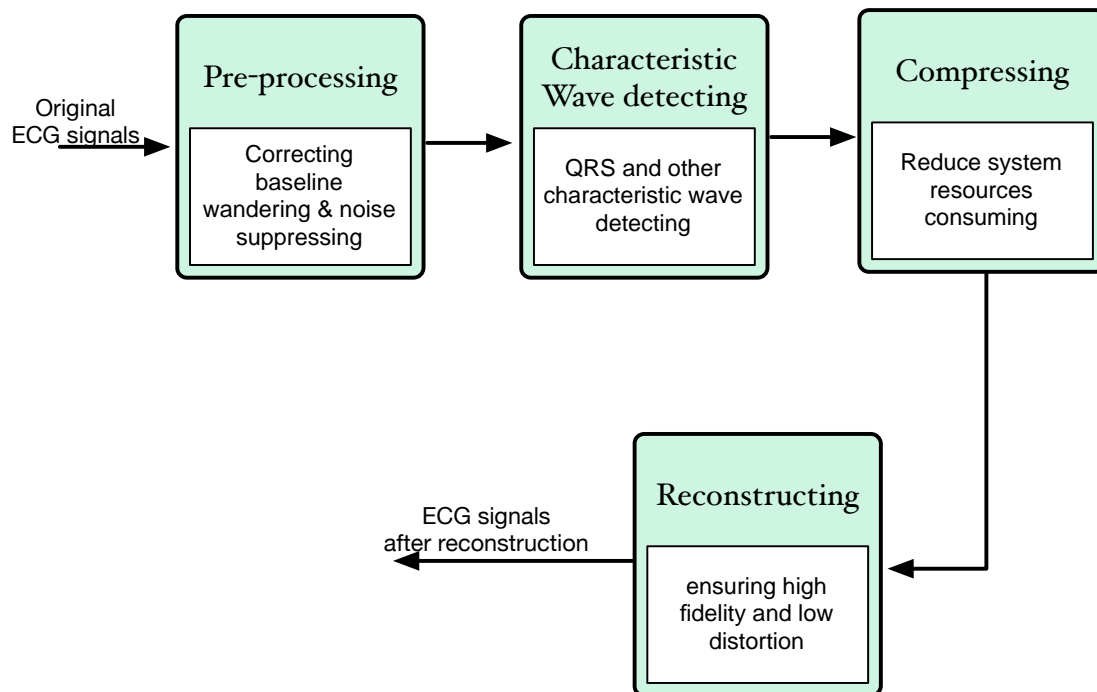 Original
ECG signals
Pre-processing
Correcting
baseline
wandering & noise
suppressing
Characteristic
Wave detecting
QRS and other
characteristic wave
detecting
Compressing
Reduce system
resources
consuming
Reconstructing
ensuring high
fidelity and low
distortion
ECG signals
after reconstruction